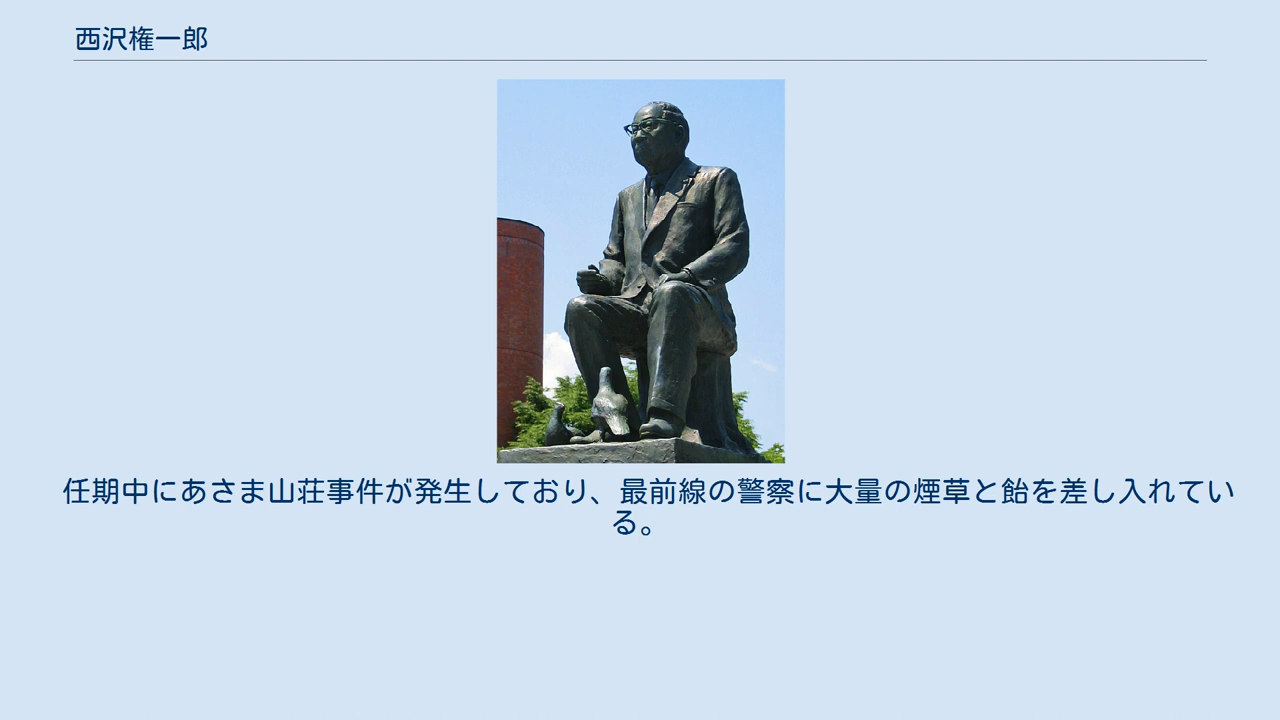 西沢権一郎
任期中にあさま山荘事件が発生しており、最前線の警察に大量の煙草と飴を差し入れてい
る。